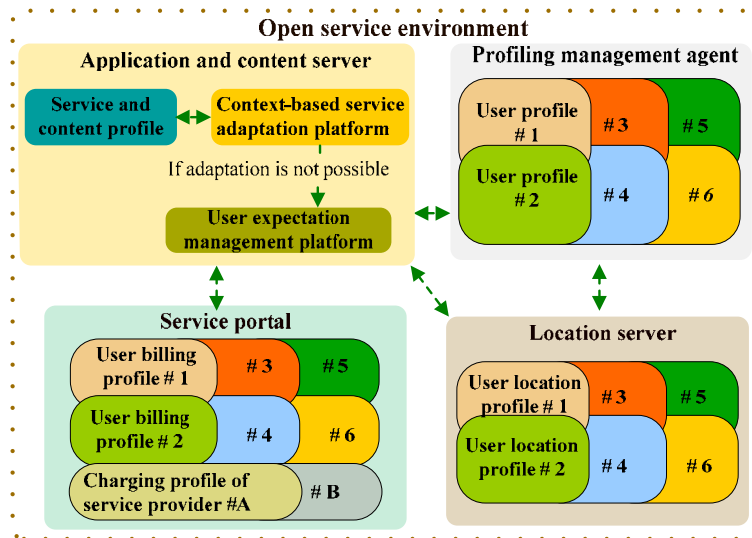 Open service environment
Application and content server
Service and
content profile
Context-based service
adaptation platform
If adaptation is not possible
User expectation
management platform
Profiling management agent
User profile
# 1
# 3
# 5
User profile
# 2
# 4
# 6
Service portal
User billing
profile # 1
# 3
# 5
User billing
profile # 2
# 4
# 6
Charging profile of
service provider #A
# B
Location server
User location
profile # 1
# 3
# 5
User location
profile # 2
# 4
# 6